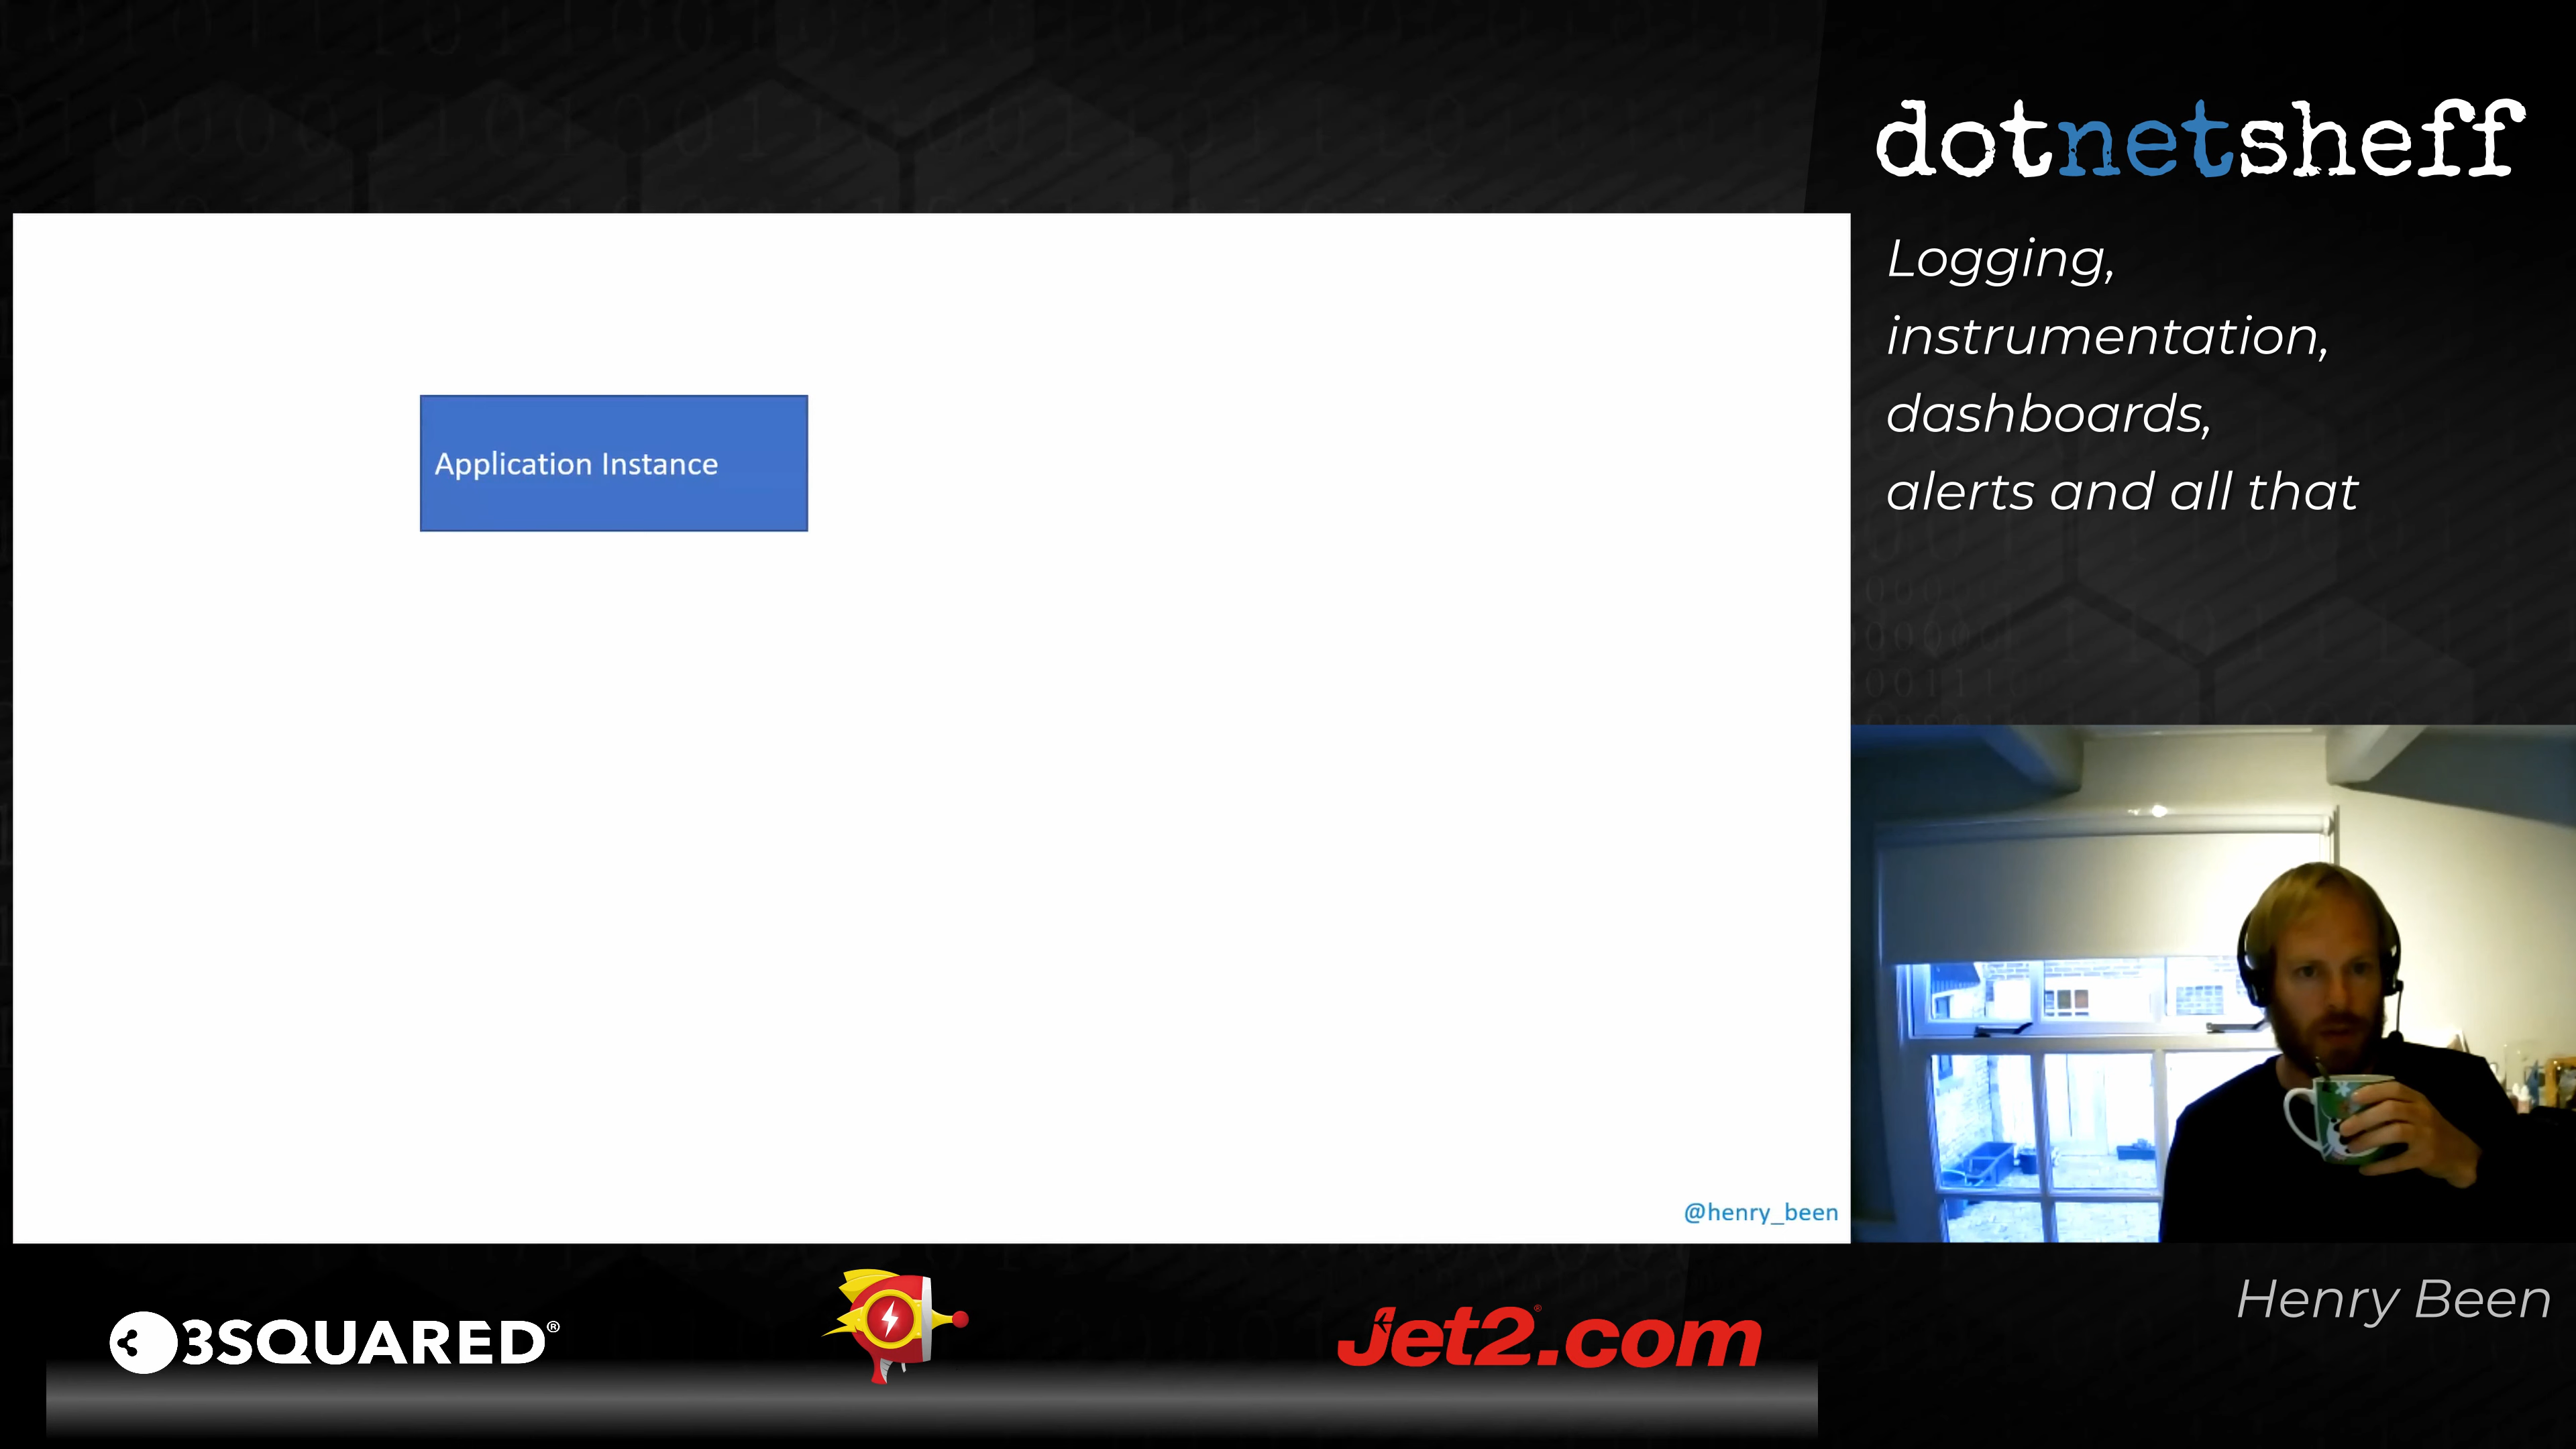 dotnetsheff
Logging,
instrumentation,
dashboards,
alerts and all that
Application Instance
@henry_been
Henry Been
3SQUARED®
Jet2.com